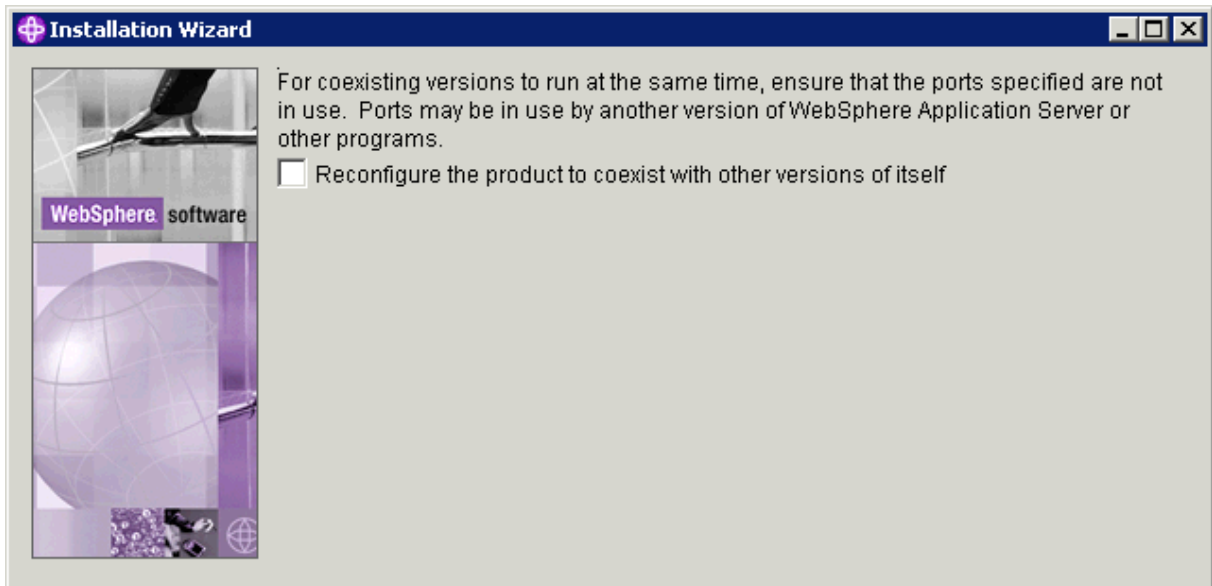 Installation Wizard
For coexisting versions to run at the same time, ensure that the ports specified are not
in use. Ports may be in use by another version of WebSphere Application Server or
other programs.
Reconfigure the product to coexist with other versions of itself
WebSphere software